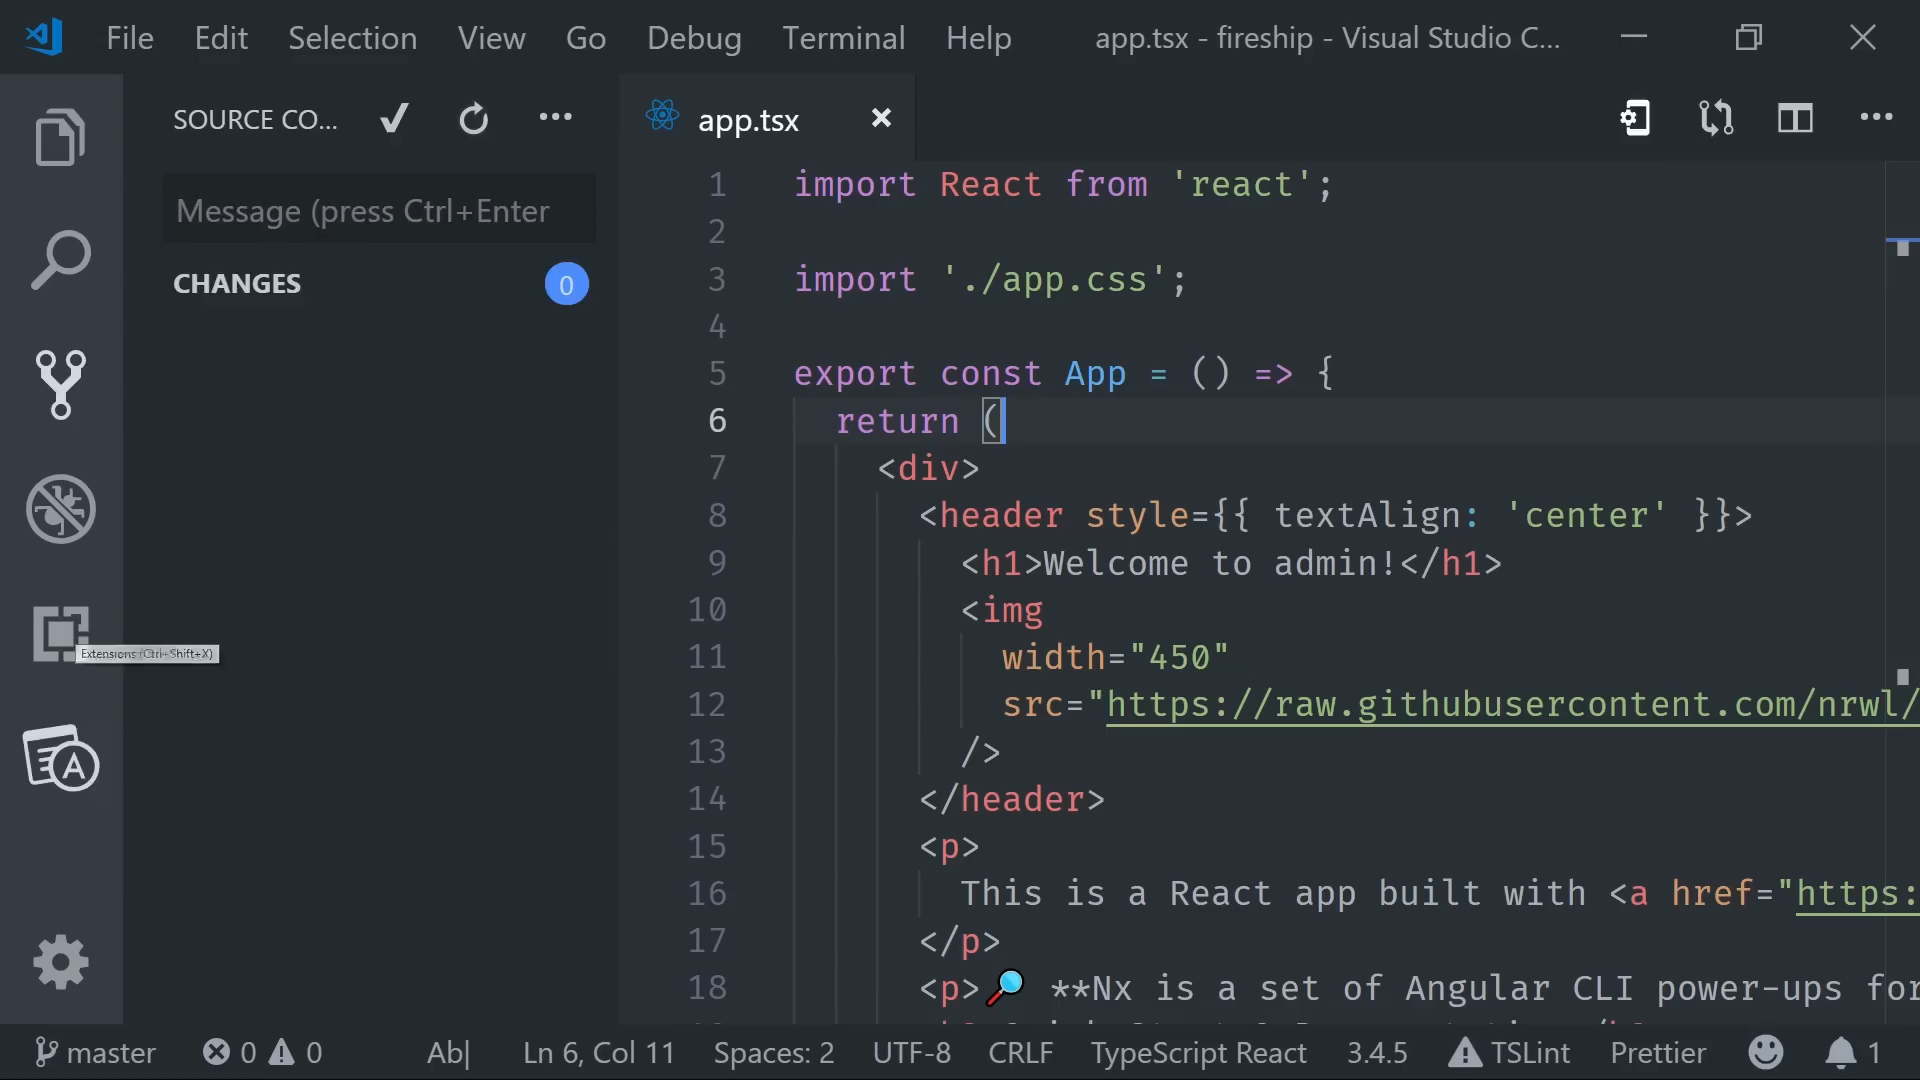 File Edit Selection View Go Debug Terminal Help app.tsx - fireship - Visual Studio C...
SOURCE CO...
Message (press Ctrl+Enter
CHANGES 0
Extensions (Ctrl+Shift+X)
app.tsx
1 import React from 'react';
2
3 import './app.css';
4
5 export const App = () => {
6 return (
7 <div>
8 <header style={{ textAlign: 'center' }}>
9 <h1>Welcome to admin!</h1>
10 <img
11 width="450"
12 src="https://raw.githubusercontent.com/nrwl/
13 />
14 </header>
15 <p>
16 This is a React app built with <a href="https:
17 </p>
18 <p>🔎 **Nx is a set of Angular CLI power-ups for
master 0 0 Ab| Ln 6, Col 11 Spaces: 2 UTF-8 CRLF TypeScript React 3.4.5 TSLint Prettier 1